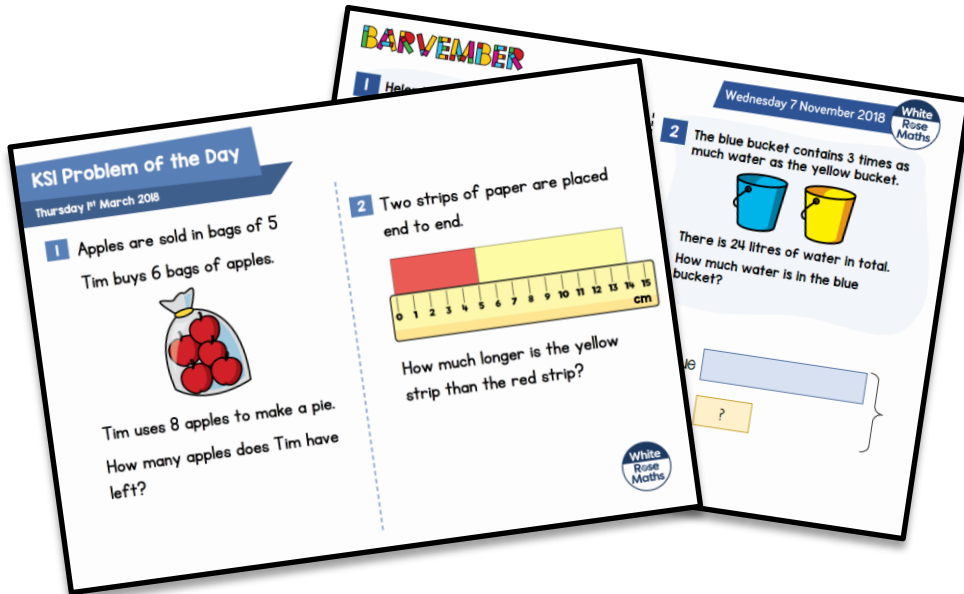 KS1 Problem of the Day
Thursday 1st March 2018
1
Apples are sold in bags of 5
Tim buys 6 bags of apples.
Tim uses 8 apples to make a pie.
How many apples does Tim have
left?
2
Two strips of paper are placed
end to end.
0 1 2 3 4 5 6 7 8 9 10 11 12 13 14 15
cm
How much longer is the yellow
strip than the red strip?
White
Rose
Maths
BARVEMBER
1
Wednesday 7 November 2018
White
Rose
Maths
2
The blue bucket contains 3 times as
much water as the yellow bucket.
There is 24 litres of water in total.
How much water is in the blue
bucket?
?